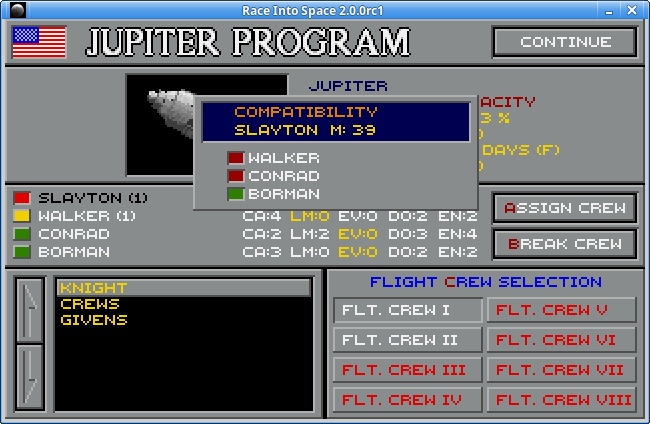 Race Into Space 2.0.0rc1
JUPITER PROGRAM
CONTINUE
JUPITER
ACITY
3 %
DAYS (F)
COMPATIBILITY
SLAYTON M: 39
WALKER
CONRAD
BORMAN
SLAYTON (1)
WALKER (1) CA:4 LM:0 EV:0 DO:2 EN:2
CONRAD CA:2 LM:2 EV:0 DO:3 EN:4
BORMAN CA:3 LM:0 EV:0 DO:2 EN:2
ASSIGN CREW
BREAK CREW
KNIGHT
CREWS
GIVENS
FLIGHT CREW SELECTION
FLT. CREW I
FLT. CREW II
FLT. CREW III
FLT. CREW IV
FLT. CREW V
FLT. CREW VI
FLT. CREW VII
FLT. CREW VIII